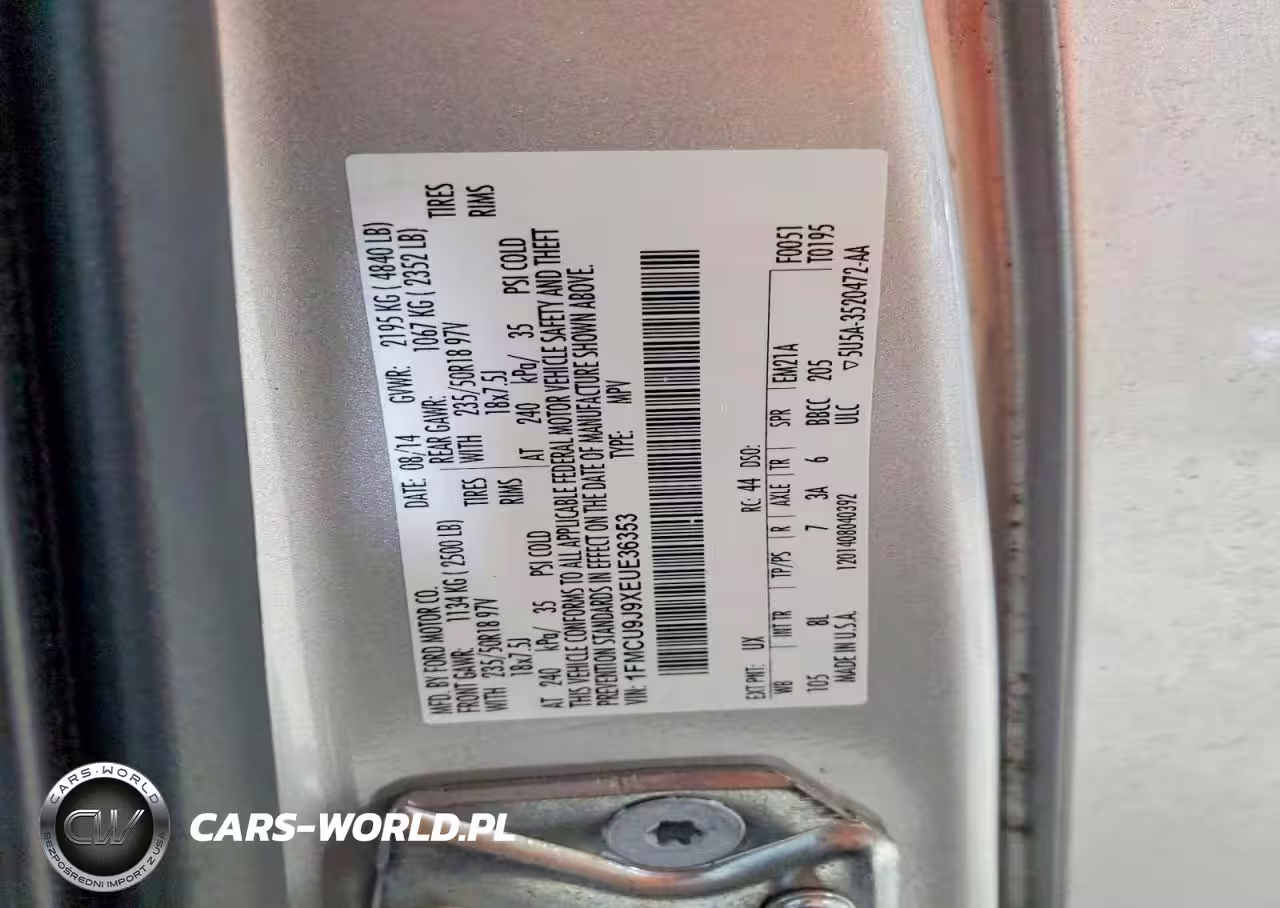 MFD. BY FORD MOTOR CO.
DATE: 08/14 GVWR: 2195 KG ( 4840 LB)
FRONT GAWR: 1134 KG ( 2500 LB)
REAR GAWR: 1067 KG ( 2352 LB)
WITH 235/50R18 97V TIRES
18x7.5J RIMS
AT 240 kPa/ 35 PSI COLD
WITH 235/50R18 97V TIRES
18x7.5J RIMS
AT 240 kPa/ 35 PSI COLD
THIS VEHICLE CONFORMS TO ALL APPLICABLE FEDERAL MOTOR VEHICLE SAFETY AND THEFT
PREVENTION STANDARDS IN EFFECT ON THE DATE OF MANUFACTURE SHOWN ABOVE.
VIN: 1FMCU9J9XEUE36353 TYPE: MPV
EXT PNT: UX RC: 44 DSO:
WB INT TR TP/PS R AXLE TR SPR EM21A F0051
105 8L 7 3A 6 BBCC 205 T0195
MADE IN U.S.A. 1201408040392 ULC ▽5U5A-3520472-AA
CARS-WORLD
CW
BEZPOŚREDNI IMPORT Z USA
CARS-WORLD.PL